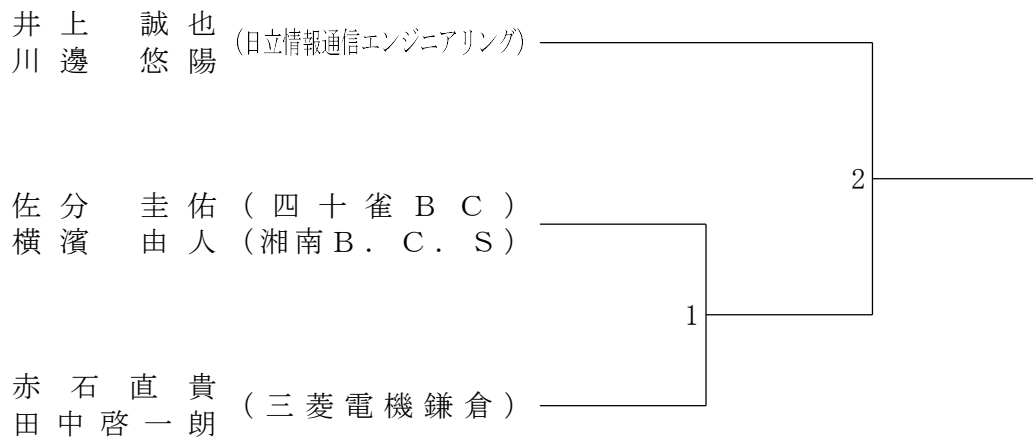 井上 誠也
川邊 悠陽
(日立情報通信エンジニアリング)
2
佐分 圭佑 (四十雀BC)
横濱 由人 (湘南B.C.S)
1
赤石直貴
田中啓一朗
(三菱電機鎌倉)